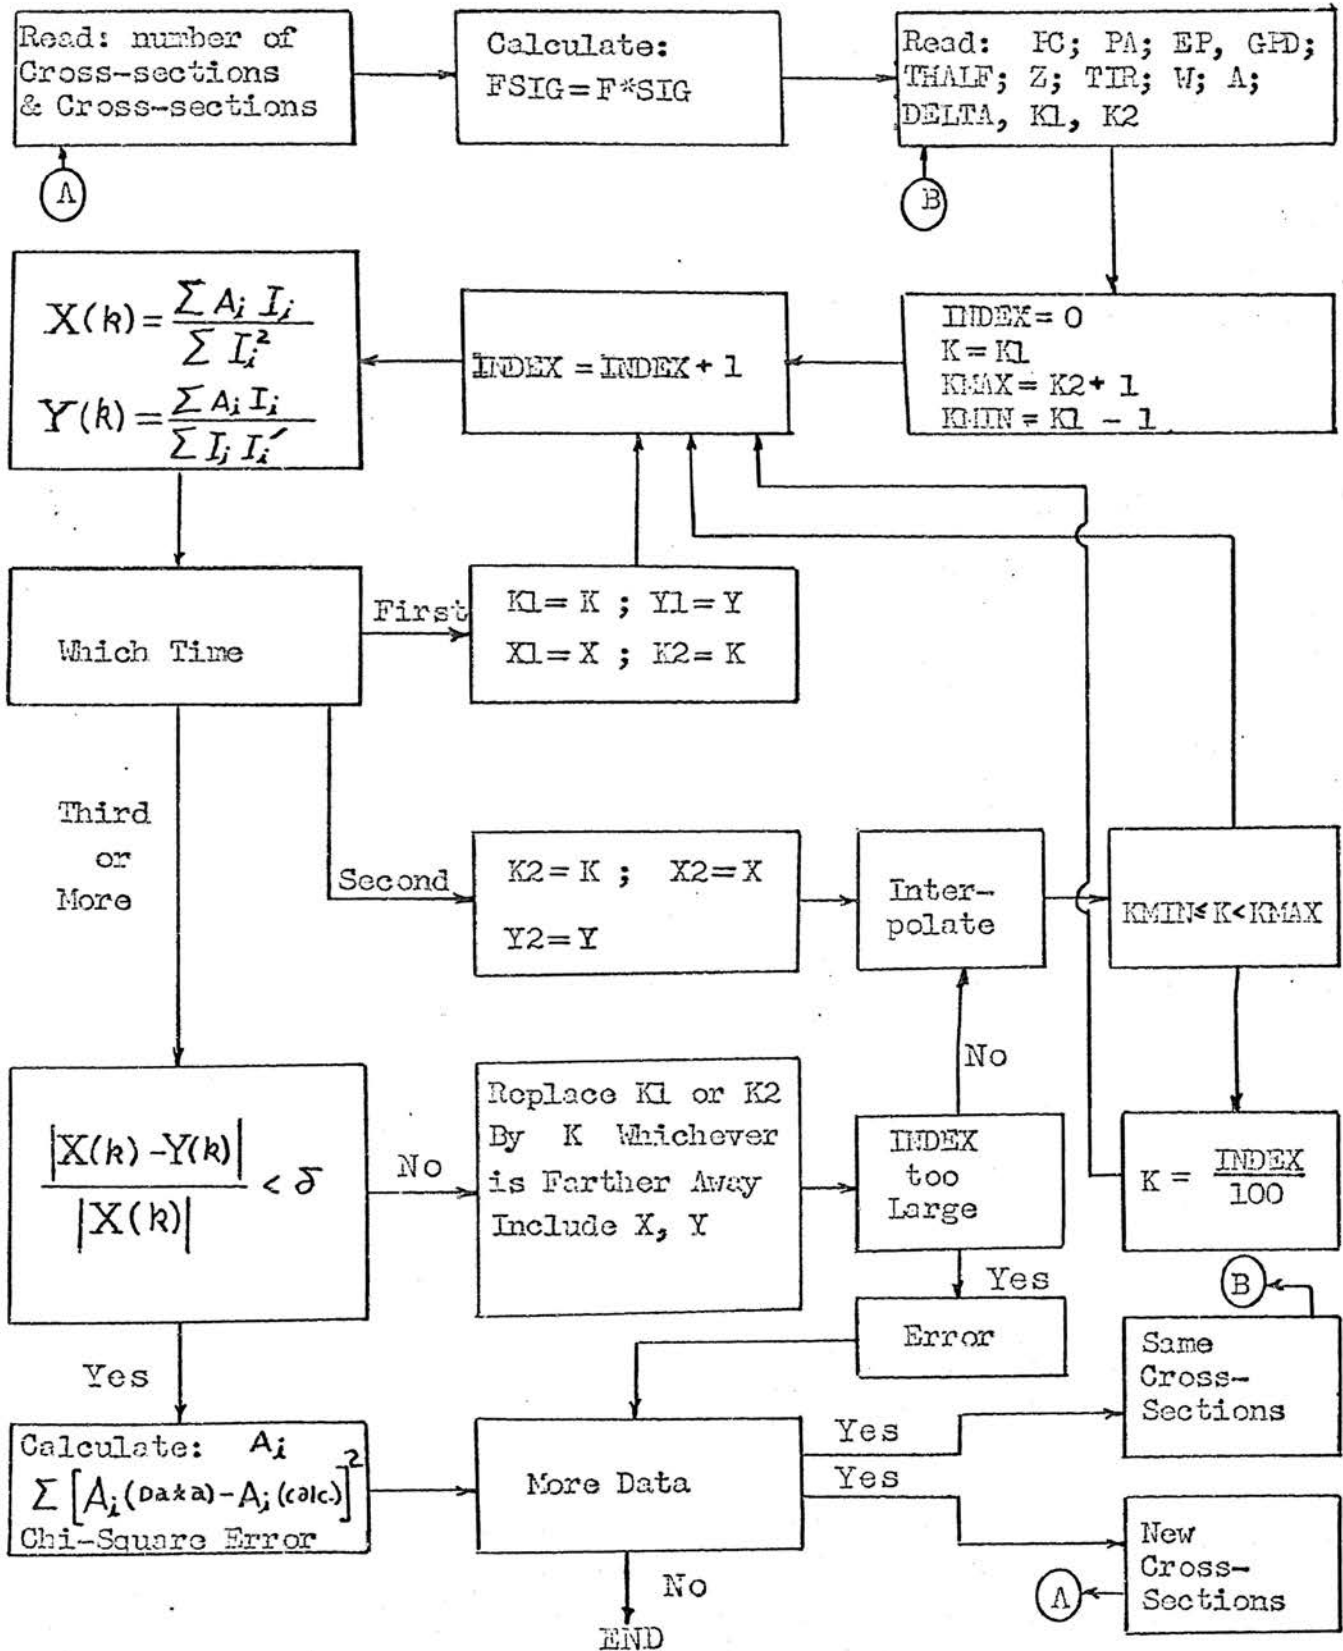 Read: number of
Cross-sections
& Cross-sections
Calculate:
FSIG = F*SIG
Read: PC; PA; EP, GPD;
THALF; Z; TIR; W; A;
DELTA, K1, K2
A
B
X(k) = ΣA_i I_i / ΣI_i^2
Y(k) = ΣA_i I_i / ΣI_i I_i′
INDEX = INDEX + 1
INDEX = 0
K = K1
KMAX = K2 + 1
KMIN = K1 - 1
Which Time
First
K1 = K ; Y1 = Y
X1 = X ; K2 = K
Third
or
More
Second
K2 = K ; X2 = X
Y2 = Y
Inter-
polate
KMIN ≤ K < KMAX
|X(k) - Y(k)| / |X(k)| < δ
No
Replace K1 or K2
By K Whichever
is Farther Away
Include X, Y
No
INDEX
too
Large
K = INDEX / 100
Yes
Error
B
Same
Cross-
Sections
Yes
Calculate: A_i
Σ[A_i(Data) - A_i(calc.)]^2
Chi-Square Error
More Data
Yes
Yes
New
Cross-
Sections
A
No
END